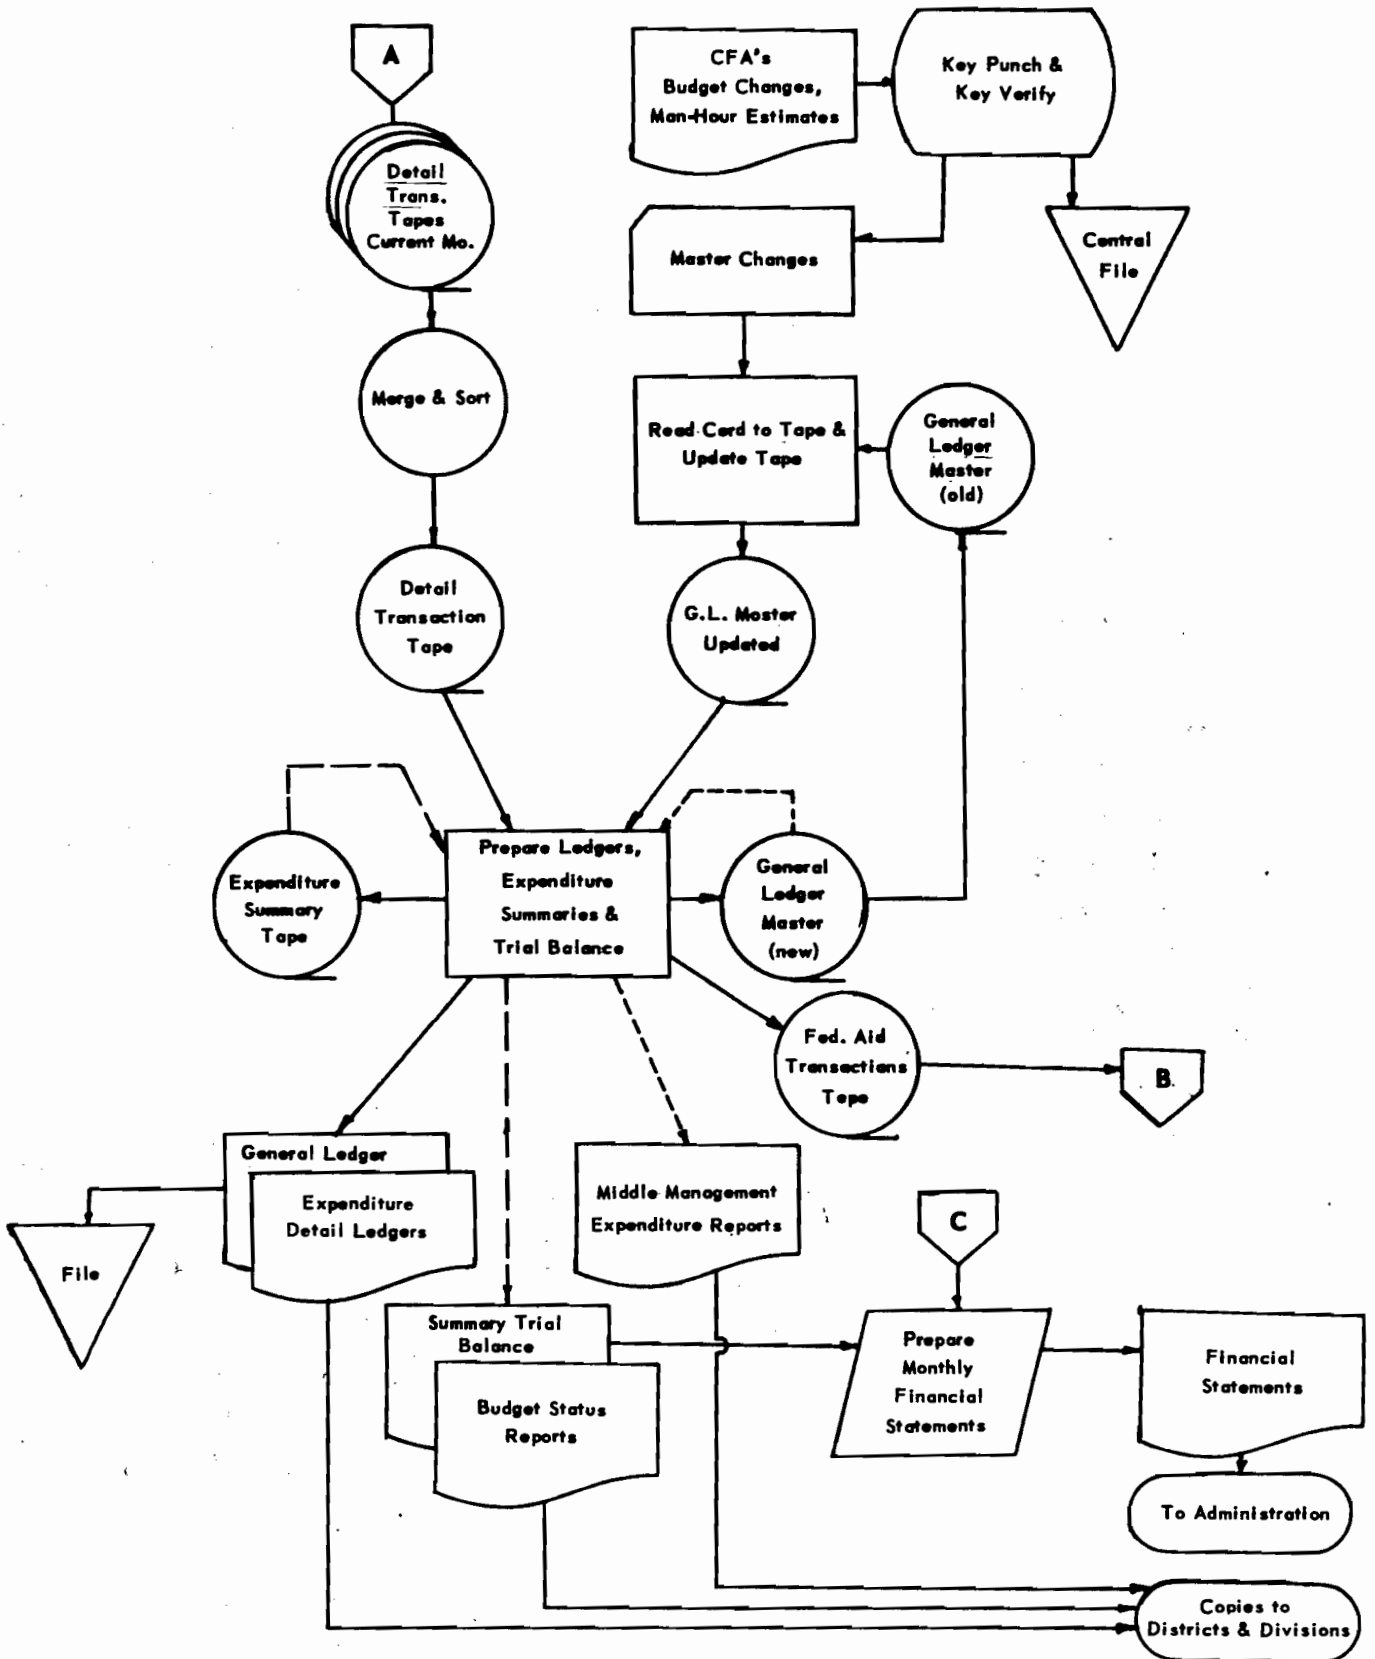 A
CFA's
Budget Changes,
Man-Hour Estimates
Key Punch &
Key Verify
Detail
Trans.
Tapes
Current Mo.
Master Changes
Central
File
Merge & Sort
Read Card to Tape &
Update Tape
General
Ledger
Master
(old)
Detail
Transaction
Tape
G.L. Master
Updated
Expenditure
Summary
Tape
Prepare Ledgers,
Expenditure
Summaries &
Trial Balance
General
Ledger
Master
(new)
Fed. Aid
Transactions
Tape
B
General Ledger
Expenditure
Detail Ledgers
Middle Management
Expenditure Reports
C
File
Summary Trial
Balance
Budget Status
Reports
Prepare
Monthly
Financial
Statements
Financial
Statements
To Administration
Copies to
Districts & Divisions